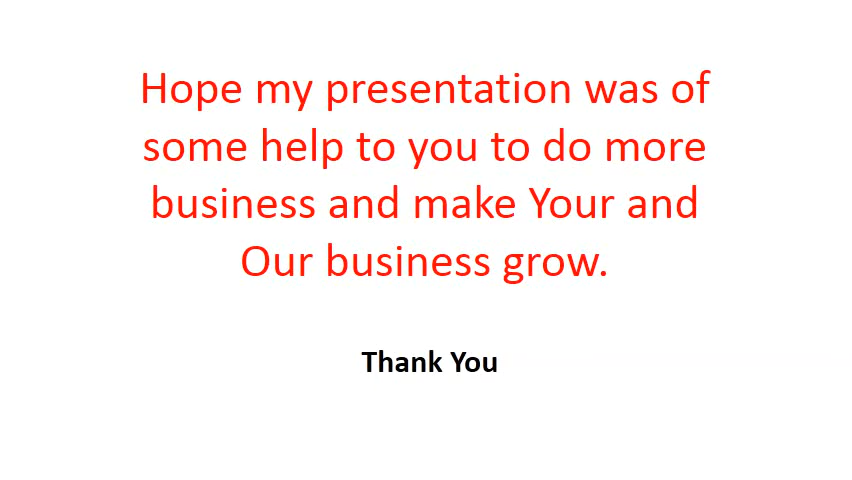 Hope my presentation was of
some help to you to do more
business and make Your and
Our business grow.
Thank You